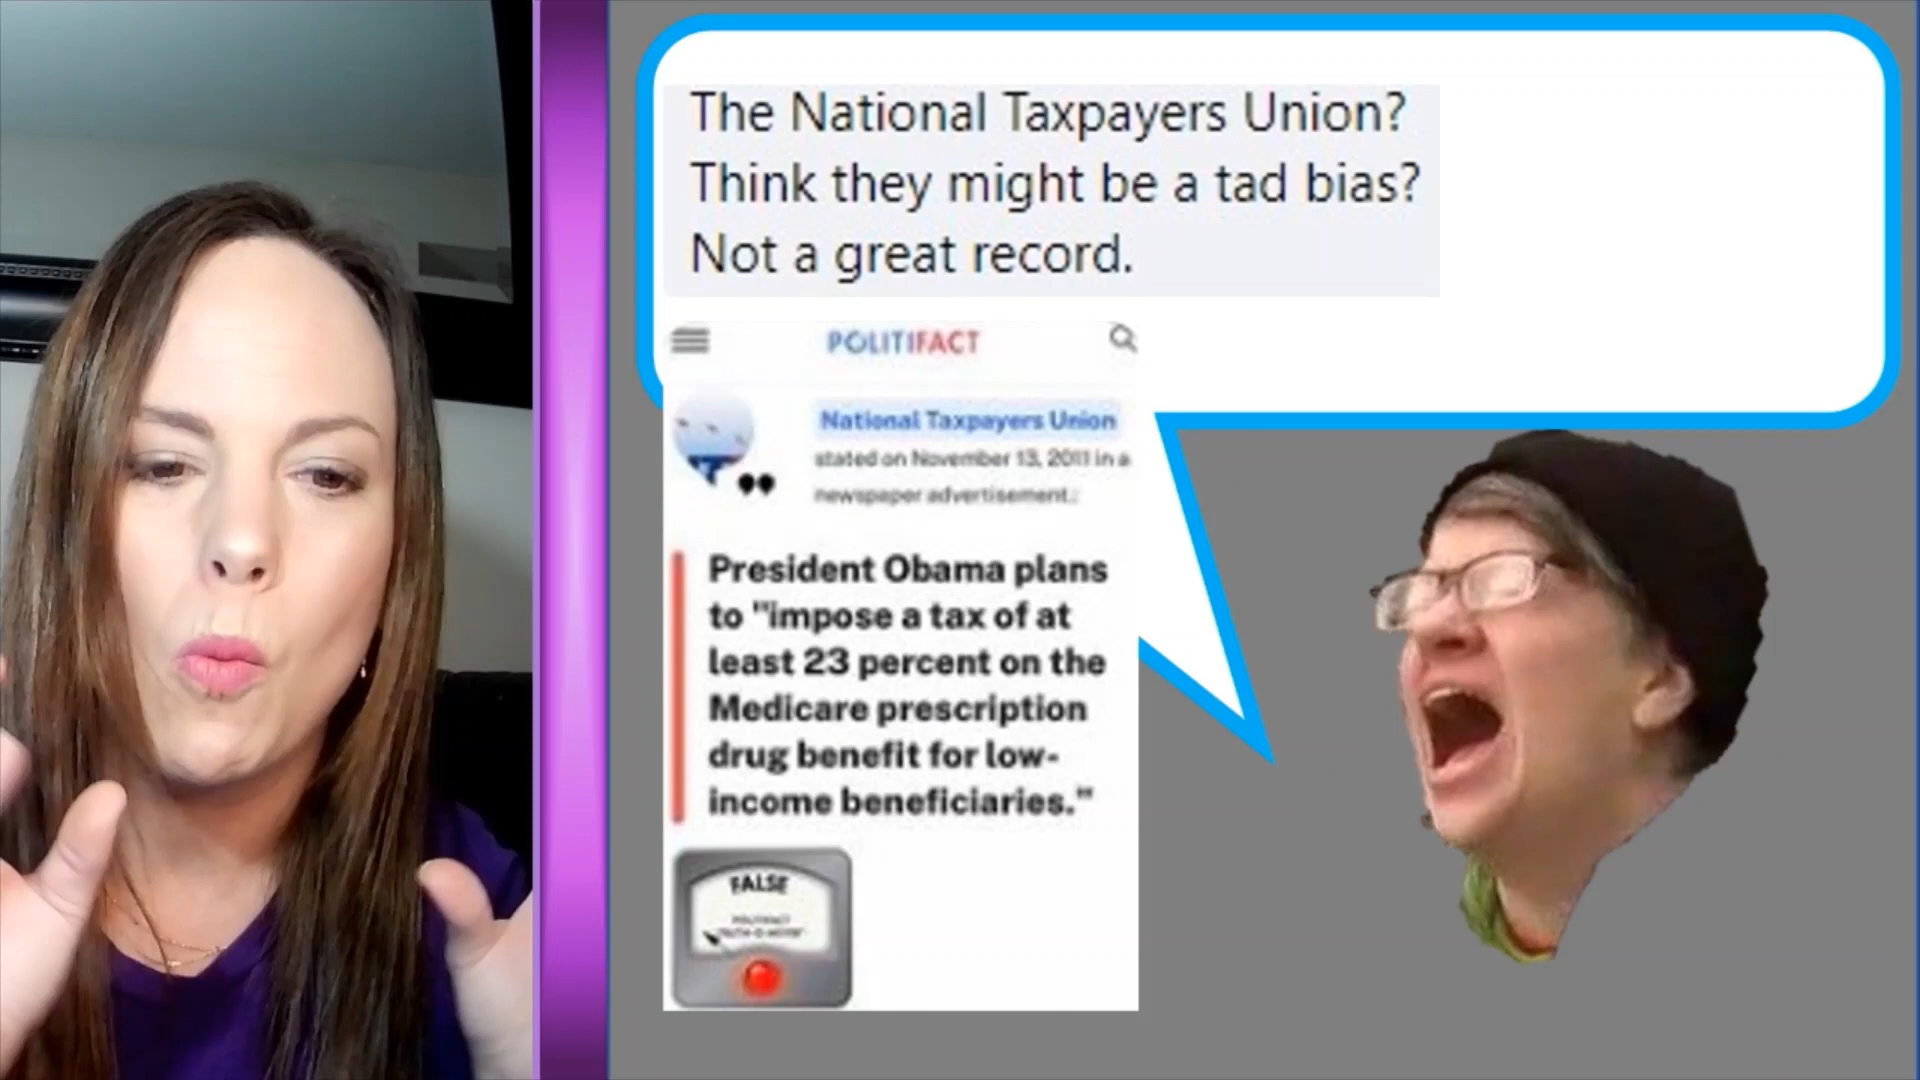 The National Taxpayers Union?
Think they might be a tad bias?
Not a great record.
POLITIFACT
National Taxpayers Union
stated on November 13, 2011 in a
newspaper advertisement.:
President Obama plans
to "impose a tax of at
least 23 percent on the
Medicare prescription
drug benefit for low-
income beneficiaries."
FALSE